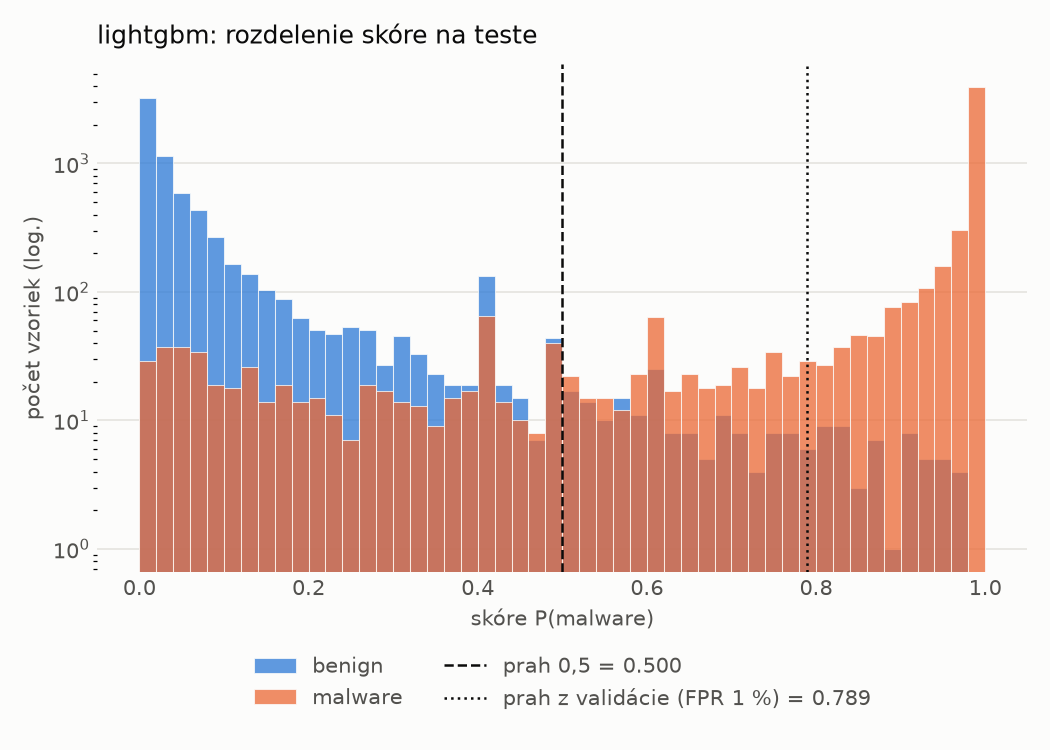 lightgbm: rozdelenie skóre na teste
počet vzoriek (log.)
10³
10²
10¹
10⁰
0.0 0.2 0.4 0.6 0.8 1.0
skóre P(malware)
benign
malware
prah 0,5 = 0.500
prah z validácie (FPR 1 %) = 0.789